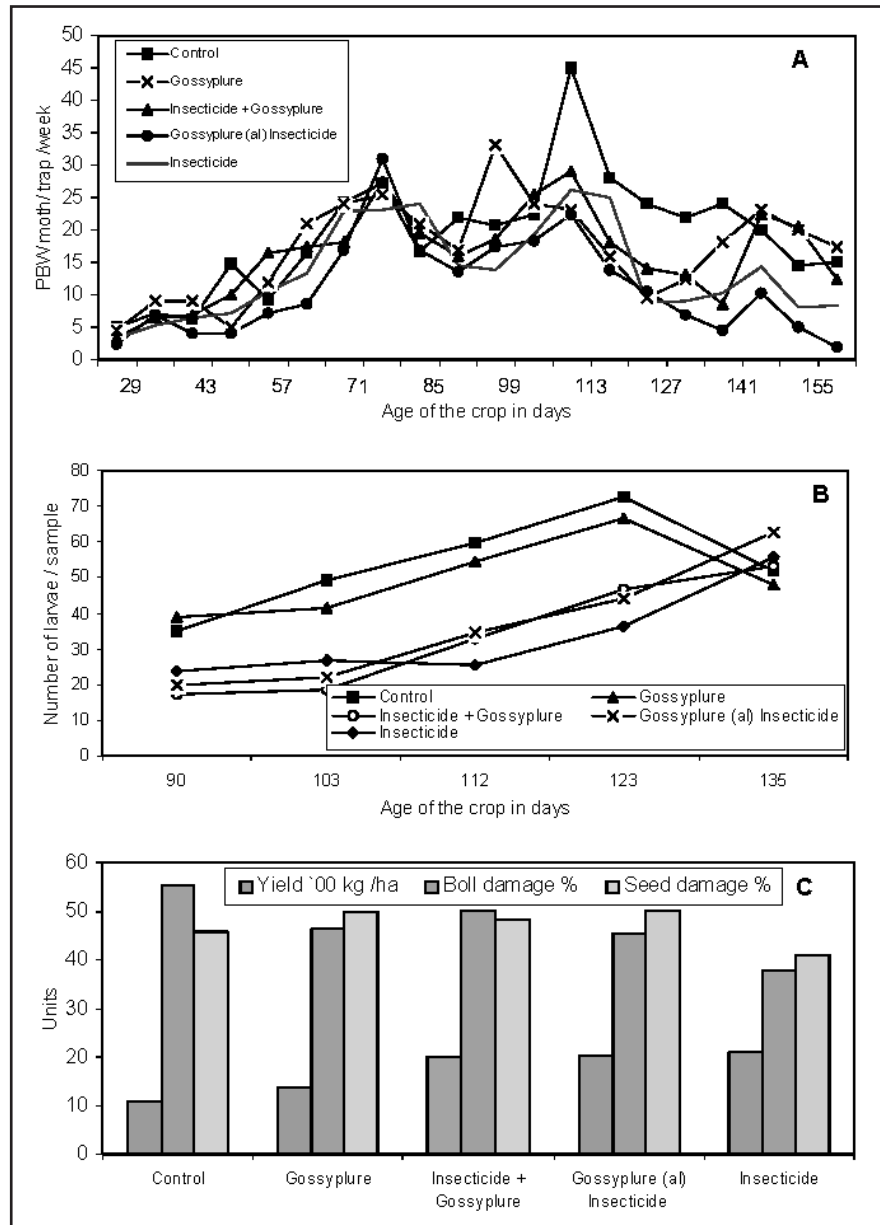 A
50
45
40
35
30
25
20
15
10
5
0
PBW moth/ trap /week
Control
Gossyplure
Insecticide +Gossyplure
Gossyplure (al) Insecticide
Insecticide
29 43 57 71 85 99 113 127 141 155
Age of the crop in days
B
80
70
60
50
40
30
20
10
0
Number of larvae / sample
Control Gossyplure
Insecticide +Gossyplure Gossyplure (al) Insecticide
Insecticide
90 103 112 123 135
Age of the crop in days
60
50
40
30
20
10
0
Units
Yield `00 kg /ha Boll damage % Seed damage % C
Control Gossyplure Insecticide + Gossyplure (al) Insecticide
Gossyplure Insecticide